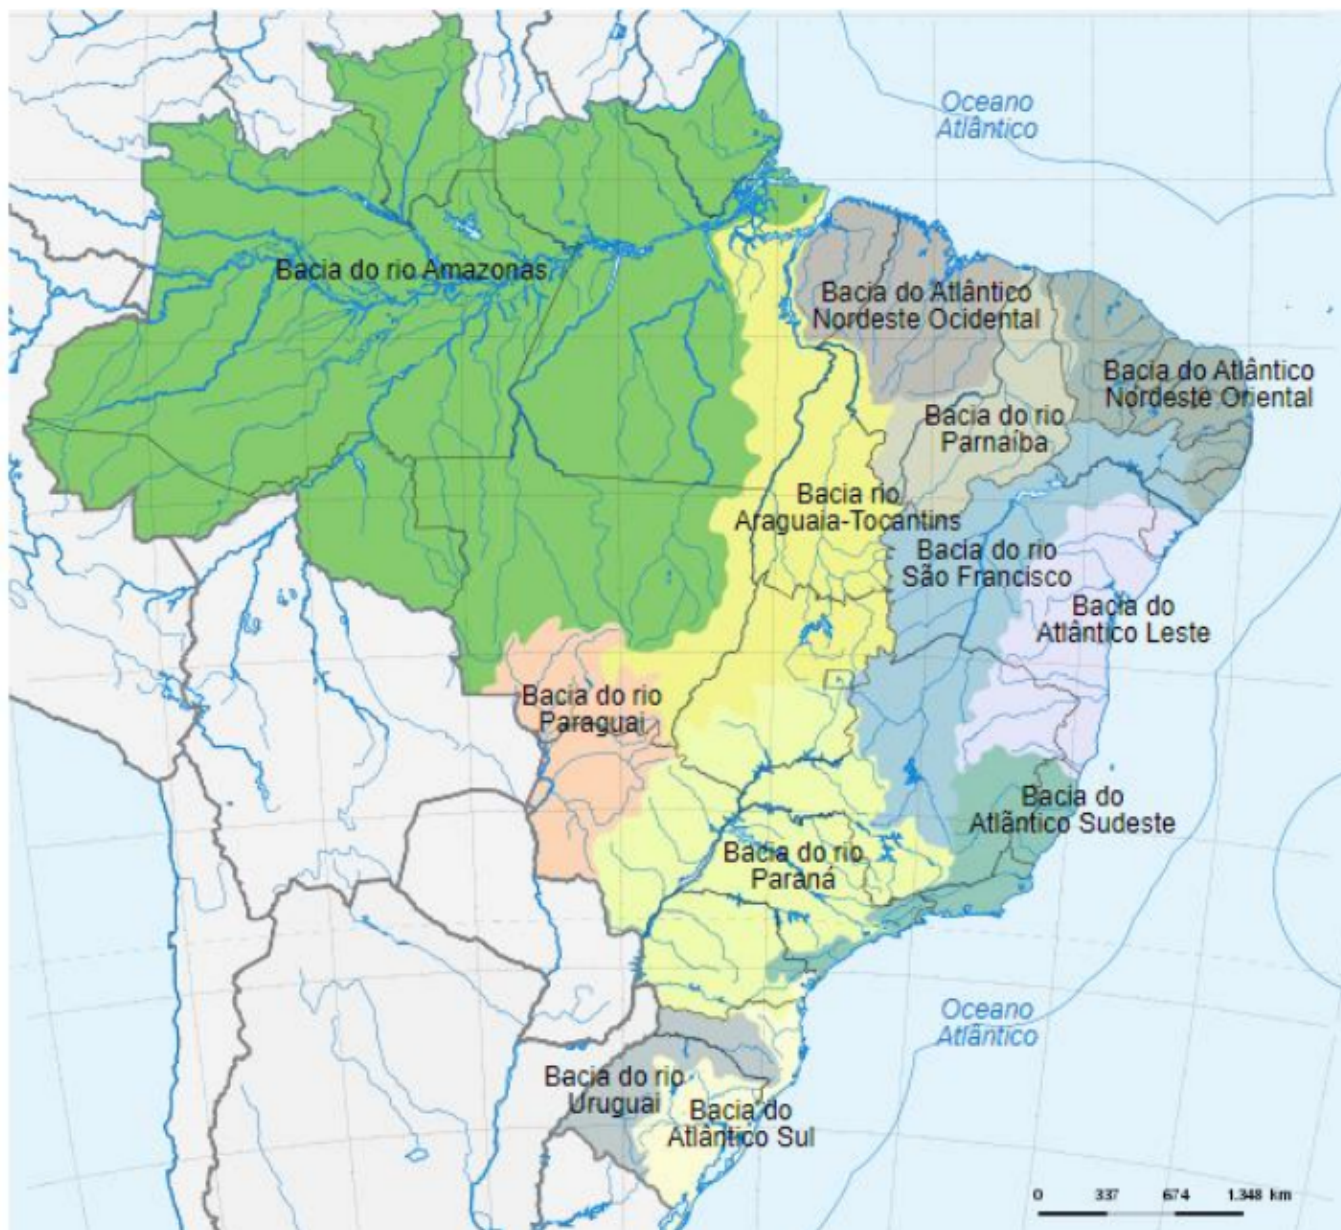 Oceano
Atlântico
Bacia do rio Amazonas
Bacia do Atlântico
Nordeste Ocidental
Bacia do Atlântico
Nordeste Oriental
Bacia do rio
Parnaíba
Bacia rio
Araguaia-Tocantins
Bacia do rio
São Francisco
Bacia do
Atlântico Leste
Bacia do rio
Paraguai
Bacia do
Atlãntico Sudeste
Bacia do rio
Paraná
Oceano
Atlântico
Bacia do rio
Uruguai
Bacia do
Atlântico Sul
0 337 674 1.348 km